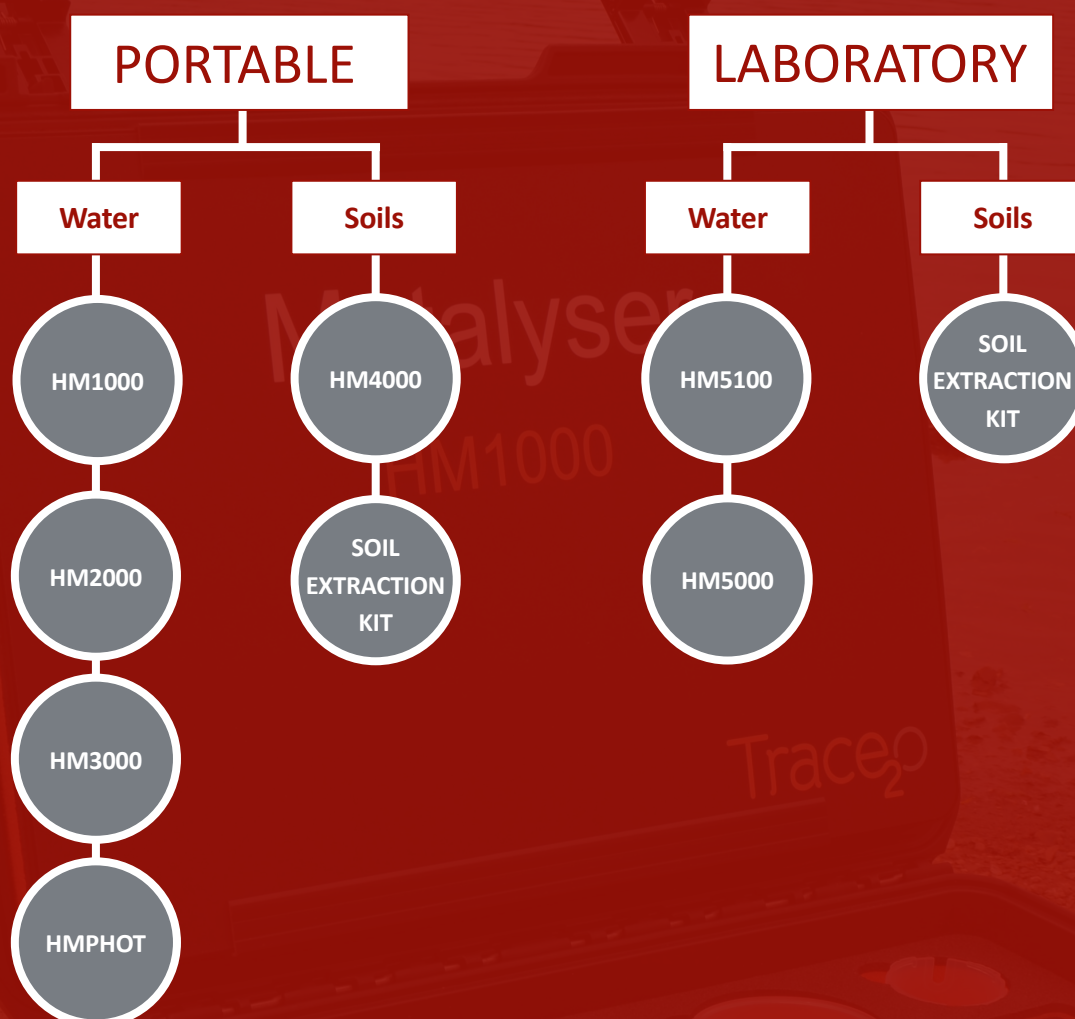 PORTABLE
LABORATORY
Water
Soils
Water
Soils
HM1000
HM4000
HM5100
SOIL
EXTRACTION
KIT
Metalyser
HM1000
HM2000
SOIL
EXTRACTION
KIT
HM5000
HM3000
Trace2O
HMPHOT